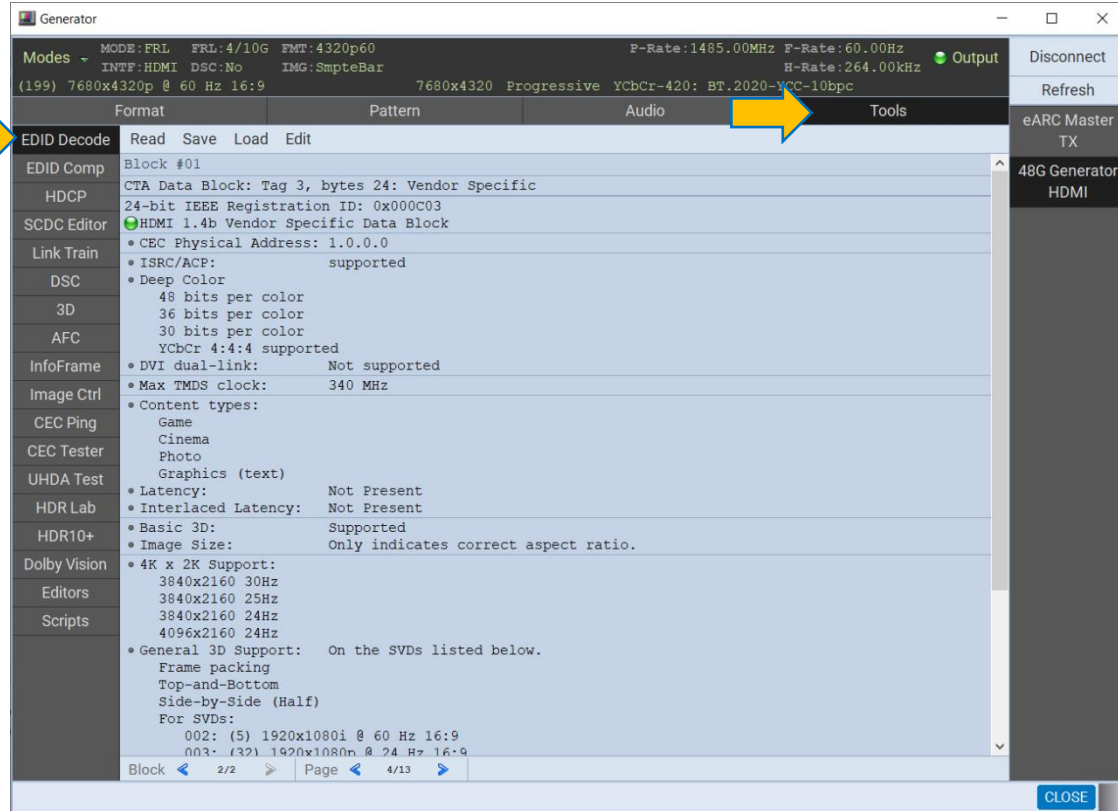 Generator
Modes MODE:FRL FRL:4/10G FMT:4320p60 P-Rate:1485.00MHz F-Rate:60.00Hz Output
INTF:HDMI DSC:No IMG:SmpteBar H-Rate:264.00kHz
(199) 7680x4320p @ 60 Hz 16:9 7680x4320 Progressive YCbCr-420: BT.2020-YCC-10bpc
Disconnect
Refresh
eARC Master
TX
48G Generator
HDMI
Format Pattern Audio Tools
EDID Decode
EDID Comp
HDCP
SCDC Editor
Link Train
DSC
3D
AFC
InfoFrame
Image Ctrl
CEC Ping
CEC Tester
UHDA Test
HDR Lab
HDR10+
Dolby Vision
Editors
Scripts
Read Save Load Edit
Block #01
CTA Data Block: Tag 3, bytes 24: Vendor Specific
24-bit IEEE Registration ID: 0x000C03
HDMI 1.4b Vendor Specific Data Block
• CEC Physical Address: 1.0.0.0
• ISRC/ACP: supported
• Deep Color
48 bits per color
36 bits per color
30 bits per color
YCbCr 4:4:4 supported
• DVI dual-link: Not supported
• Max TMDS clock: 340 MHz
• Content types:
Game
Cinema
Photo
Graphics (text)
• Latency: Not Present
• Interlaced Latency: Not Present
• Basic 3D: Supported
• Image Size: Only indicates correct aspect ratio.
• 4K x 2K Support:
3840x2160 30Hz
3840x2160 25Hz
3840x2160 24Hz
4096x2160 24Hz
• General 3D Support: On the SVDs listed below.
Frame packing
Top-and-Bottom
Side-by-Side (Half)
For SVDs:
002: (5) 1920x1080i @ 60 Hz 16:9
003: (32) 1920x1080p @ 24 Hz 16:9
Block 2/2 Page 4/13
CLOSE